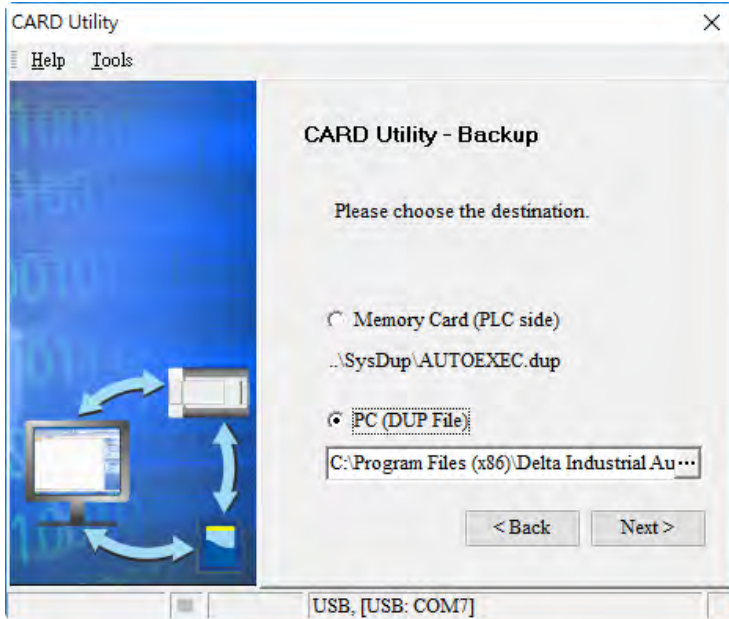 CARD Utility
Help Tools
CARD Utility - Backup
Please choose the destination.
Memory Card (PLC side)
..\SysDup\AUTOEXEC.dup
PC (DUP File)
C:\Program Files (x86)\Delta Industrial Au...
< Back Next >
USB, [USB: COM7]